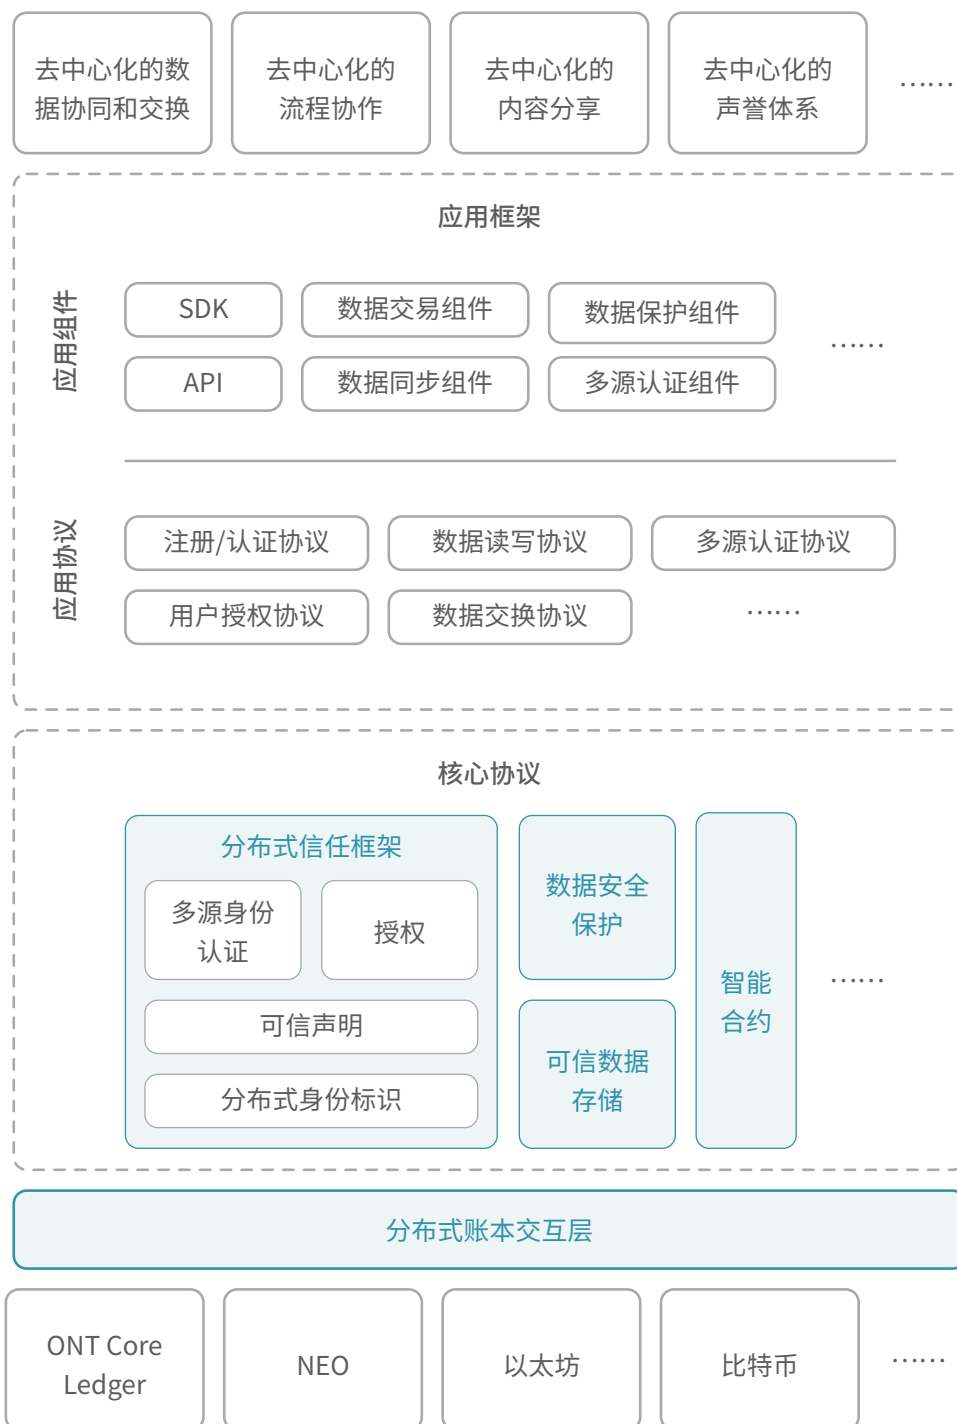 去中心化的数
据协同和交换
去中心化的
流程协作
去中心化的
内容分享
去中心化的
声誉体系
……
应用框架
应用组件
SDK
数据交易组件
数据保护组件
……
API
数据同步组件
多源认证组件
应用协议
注册/认证协议
数据读写协议
多源认证协议
用户授权协议
数据交换协议
……
核心协议
分布式信任框架
多源身份
认证
授权
可信声明
分布式身份标识
数据安全
保护
可信数据
存储
智能
合约
……
分布式账本交互层
ONT Core
Ledger
NEO
以太坊
比特币
……